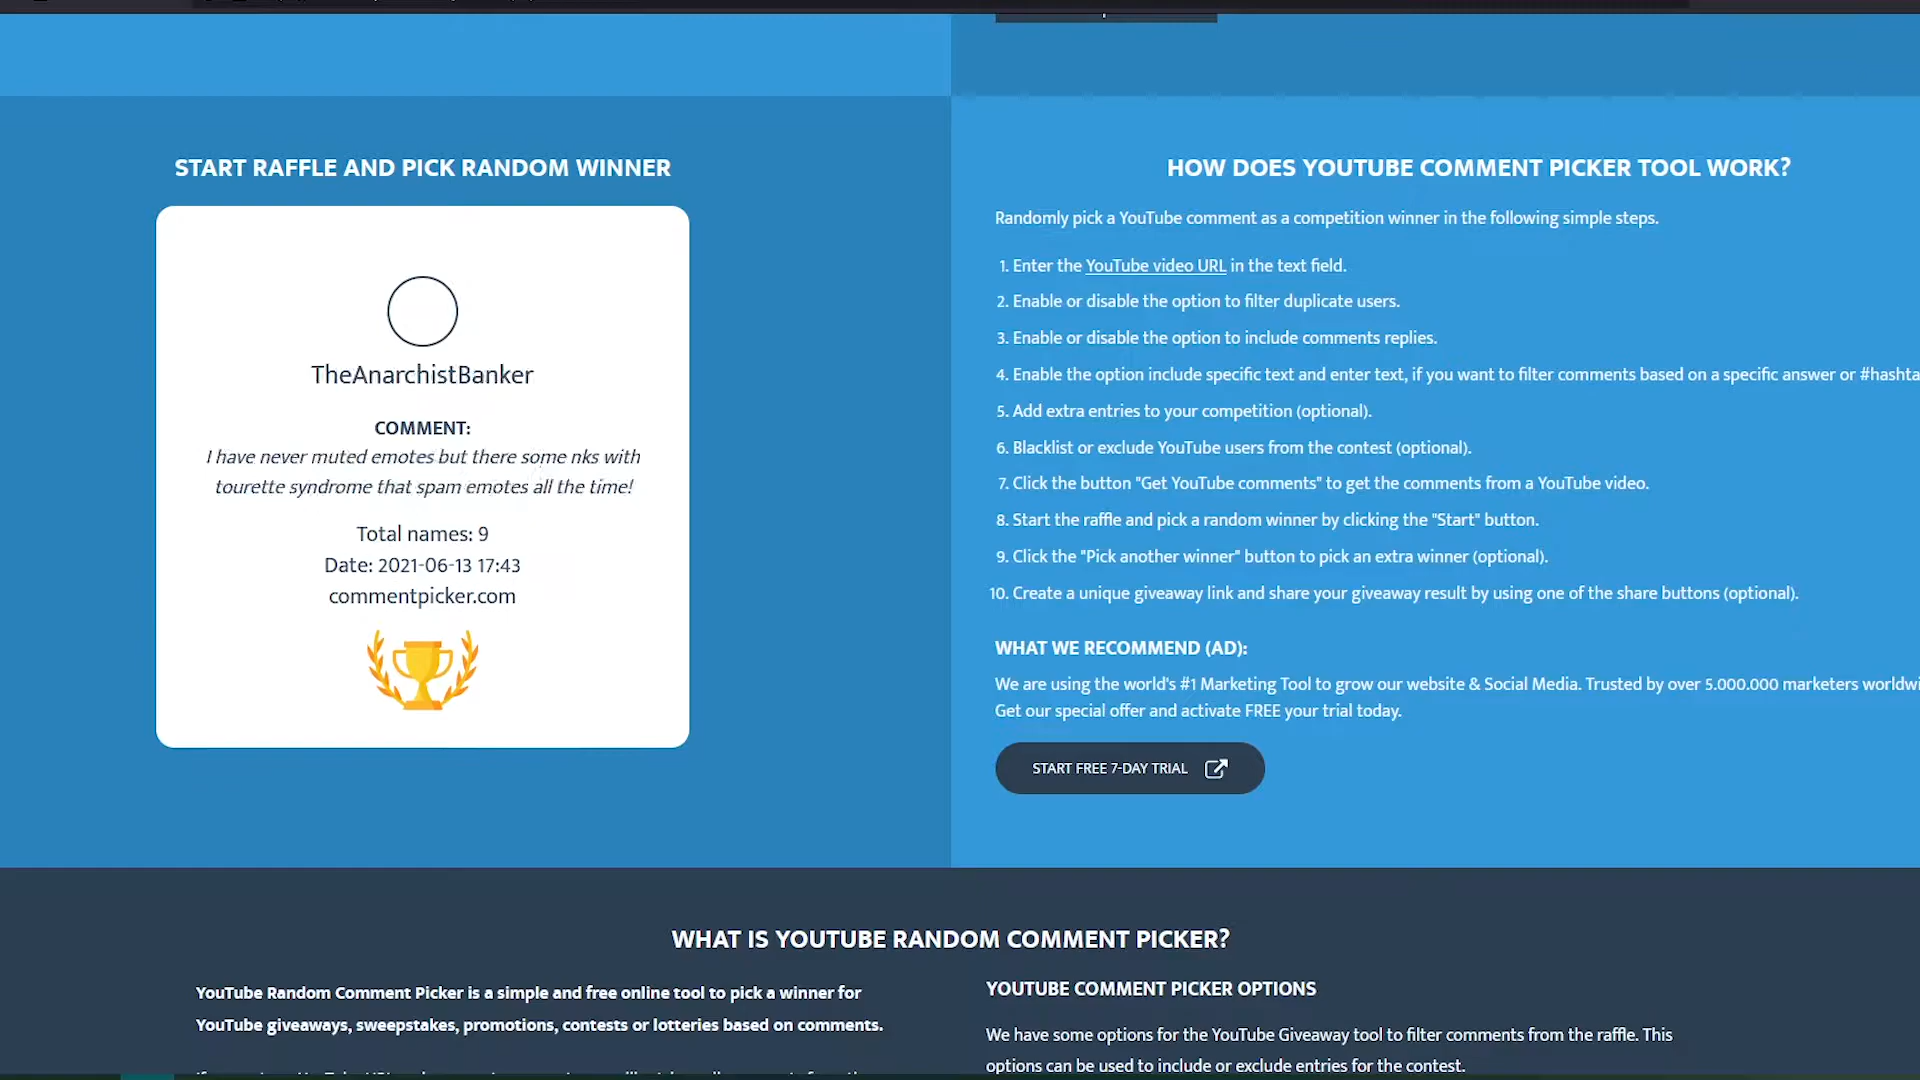 START RAFFLE AND PICK RANDOM WINNER
TheAnarchistBanker
COMMENT:
I have never muted emotes but there some nks with
tourette syndrome that spam emotes all the time!
Total names: 9
Date: 2021-06-13 17:43
commentpicker.com
HOW DOES YOUTUBE COMMENT PICKER TOOL WORK?
Randomly pick a YouTube comment as a competition winner in the following simple steps.
1. Enter the YouTube video URL in the text field.
2. Enable or disable the option to filter duplicate users.
3. Enable or disable the option to include comments replies.
4. Enable the option include specific text and enter text, if you want to filter comments based on a specific answer or #hashta
5. Add extra entries to your competition (optional).
6. Blacklist or exclude YouTube users from the contest (optional).
7. Click the button "Get YouTube comments" to get the comments from a YouTube video.
8. Start the raffle and pick a random winner by clicking the "Start" button.
9. Click the "Pick another winner" button to pick an extra winner (optional).
10. Create a unique giveaway link and share your giveaway result by using one of the share buttons (optional).
WHAT WE RECOMMEND (AD):
We are using the world's #1 Marketing Tool to grow our website & Social Media. Trusted by over 5.000.000 marketers worldwi
Get our special offer and activate FREE your trial today.
START FREE 7-DAY TRIAL
WHAT IS YOUTUBE RANDOM COMMENT PICKER?
YouTube Random Comment Picker is a simple and free online tool to pick a winner for
YouTube giveaways, sweepstakes, promotions, contests or lotteries based on comments.
YOUTUBE COMMENT PICKER OPTIONS
We have some options for the YouTube Giveaway tool to filter comments from the raffle. This
options can be used to include or exclude entries for the contest.